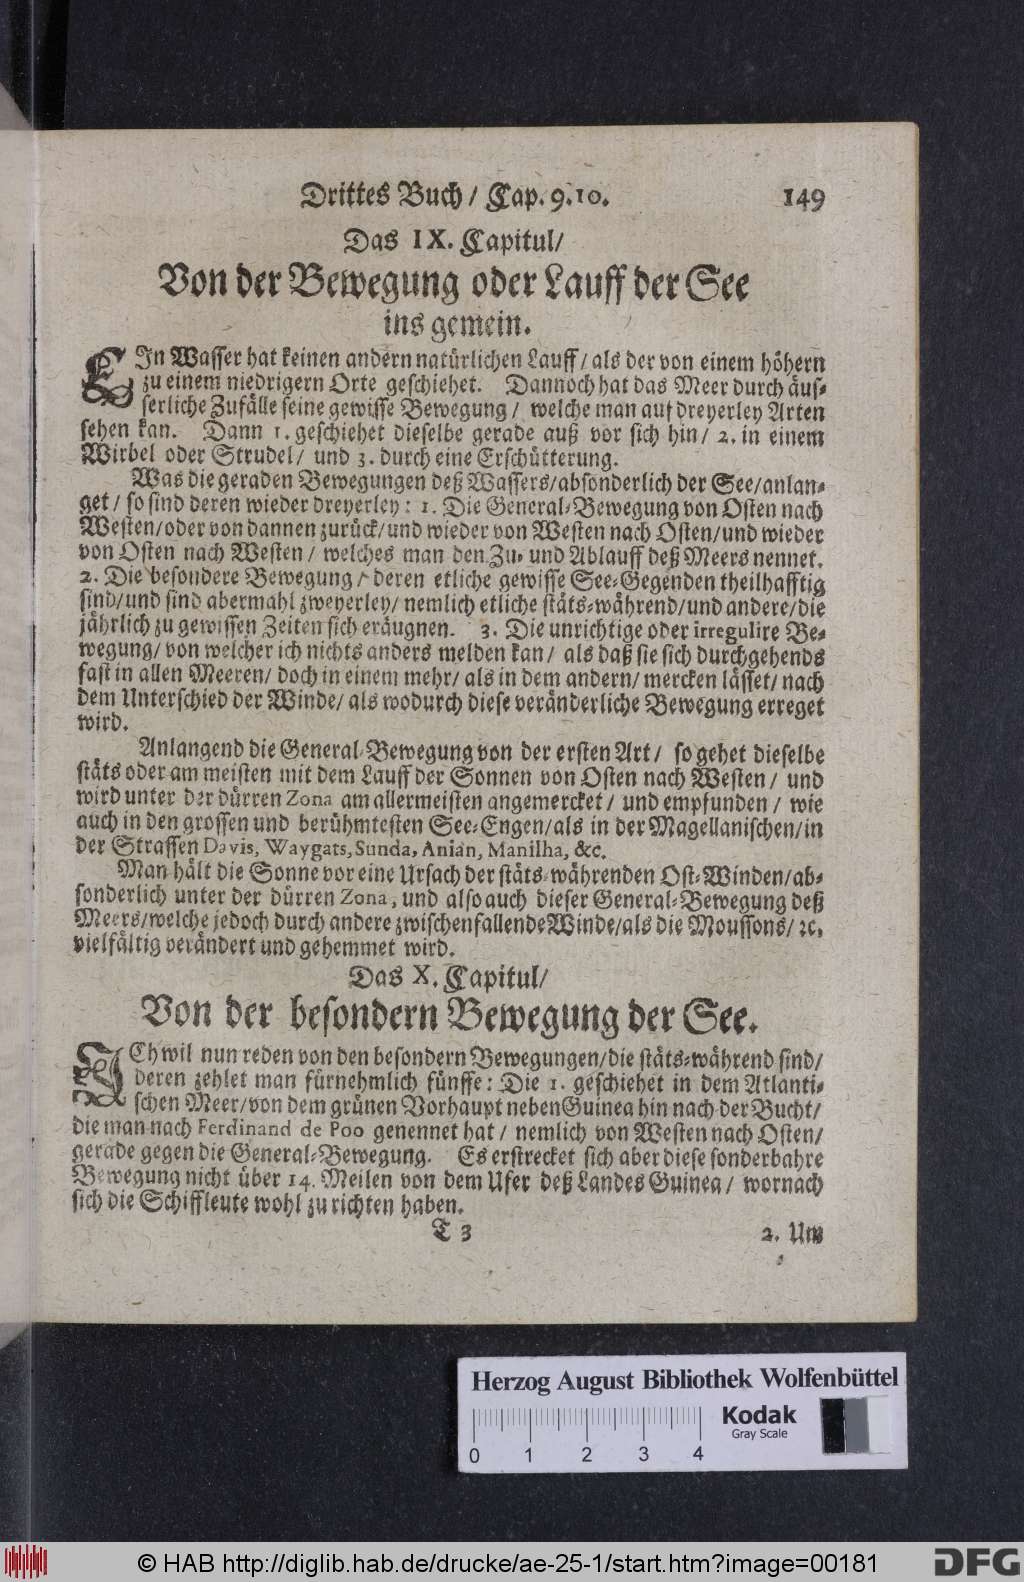 Drittes Buch / Cap. 9. 10. 149
Das IX. Capitul /
Von der Bewegung oder Lauff der See
ins gemein.
EIn Wasser hat keinen andern natürlichen Lauff / als der von einem höhern
zu einem niedrigern Orte geschiehet. Dannoch hat das Meer durch äus-
serliche Zufälle seine gewisse Bewegung / welche man auf dreyerley Arten
sehen kan. Dann 1. geschiehet dieselbe gerade auß vor sich hin / 2. in einem
Wirbel oder Strudel / und 3. durch eine Erschütterung.
Was die geraden Bewegungen deß Wassers / absonderlich der See / anlan-
get / so sind deren wieder dreyerley : 1. Die General-Bewegung von Osten nach
Westen / oder von dannen zurück / und wieder von Westen nach Osten / und wieder
von Osten nach Westen / welches man den Zu- und Ablauff deß Meers nennet.
2. Die besondere Bewegung / deren etliche gewisse See-Gegenden theilhafftig
sind / und sind abermahl zweyerley / nemlich etliche stäts-während / und andere / die
jährlich zu gewissen Zeiten sich eräugnen. 3. Die unrichtige oder irregulire Be-
wegung / von welcher ich nichts anders melden kan / als daß sie sich durchgehends
fast in allen Meeren / doch in einem mehr / als in dem andern / mercken lässet / nach
dem Unterschied der Winde / als wodurch diese veränderliche Bewegung erreget
wird.
Anlangend die General-Bewegung von der ersten Art / so gehet dieselbe
stäts oder am meisten mit dem Lauff der Sonnen von Osten nach Westen / und
wird unter der dürren Zona am allermeisten angemercket / und empfunden / wie
auch in den grossen und berühmtesten See-Engen / als in der Magellanischen / in
der Strassen Davis, Waygats, Sunda, Anian, Manilha, &c.
Man hält die Sonne vor eine Ursach der stäts-währenden Ost-Winden / ab-
sonderlich unter der dürren Zona, und also auch dieser General-Bewegung deß
Meers / welche jedoch durch andere zwischenfallende Winde / als die Moussons / ꝛc.
vielfältig verändert und gehemmet wird.
Das X. Capitul /
Von der besondern Bewegung der See.
ICh wil nun reden von den besondern Bewegungen / die stäts-während sind /
deren zehlet man fürnehmlich fünffe : Die 1. geschiehet in dem Atlanti-
schen Meer / von dem grünen Vorhaupt neben Guinea hin nach der Bucht /
die man nach Ferdinand de Poo genennet hat / nemlich von Westen nach Osten /
gerade gegen die General-Bewegung. Es erstrecket sich aber diese sonderbahre
Bewegung nicht über 14. Meilen von dem Ufer deß Landes Guinea / wornach
sich die Schiffleute wohl zu richten haben.
T 3 2. Um
Herzog August Bibliothek Wolfenbüttel
Kodak
Gray Scale
0 1 2 3 4
© HAB http://diglib.hab.de/drucke/ae-25-1/start.htm?image=00181
DFG